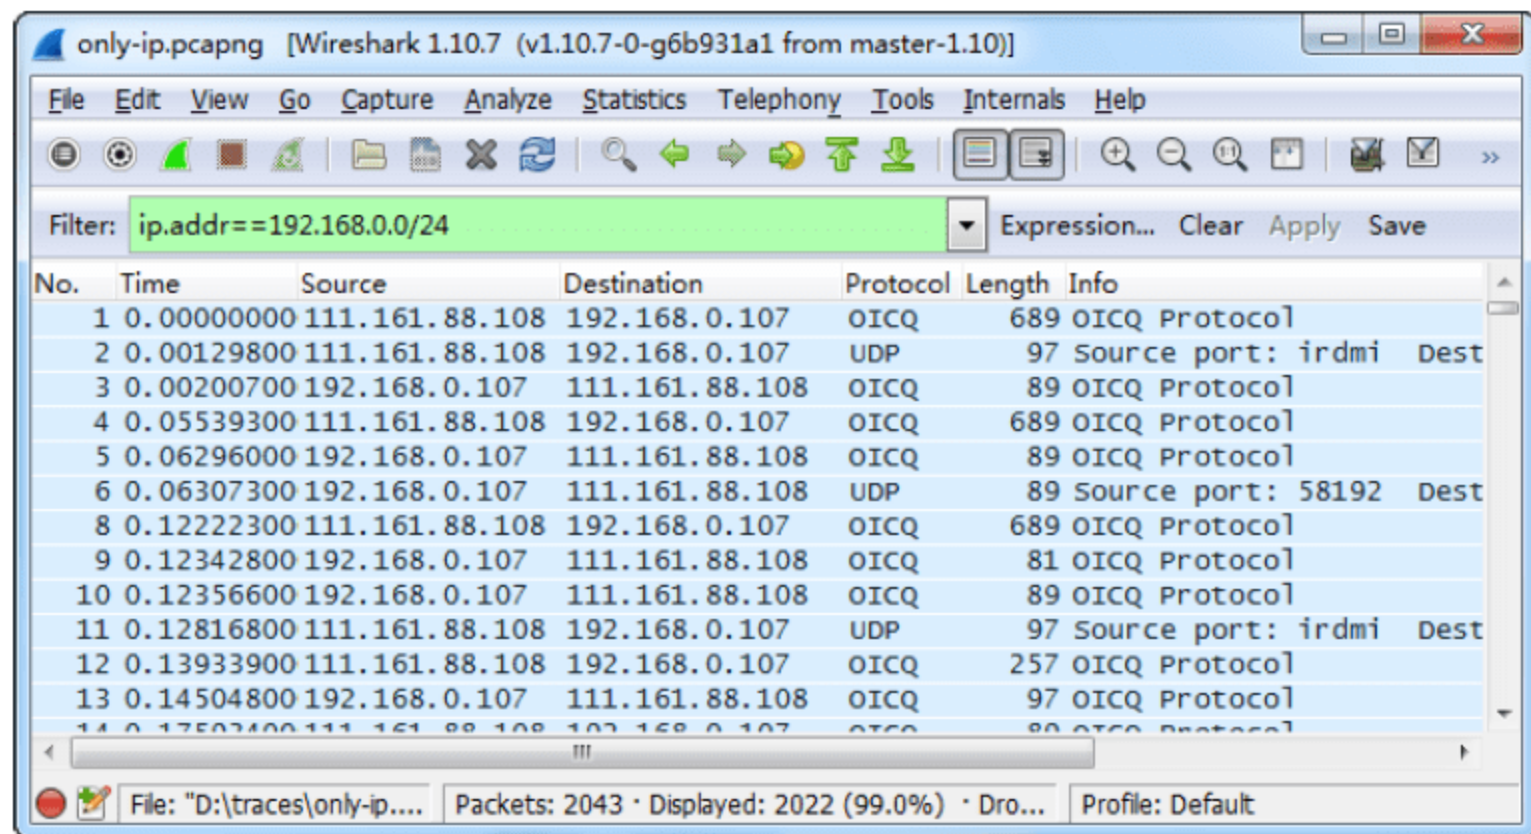 only-ip.pcapng [Wireshark 1.10.7 (v1.10.7-0-g6b931a1 from master-1.10)]
File Edit View Go Capture Analyze Statistics Telephony Tools Internals Help
Filter: ip.addr==192.168.0.0/24 Expression... Clear Apply Save
No. Time Source Destination Protocol Length Info
1 0.00000000 111.161.88.108 192.168.0.107 OICQ 689 OICQ Protocol
2 0.00129800 111.161.88.108 192.168.0.107 UDP 97 Source port: irdmi Dest
3 0.00200700 192.168.0.107 111.161.88.108 OICQ 89 OICQ Protocol
4 0.05539300 111.161.88.108 192.168.0.107 OICQ 689 OICQ Protocol
5 0.06296000 192.168.0.107 111.161.88.108 OICQ 89 OICQ Protocol
6 0.06307300 192.168.0.107 111.161.88.108 UDP 89 Source port: 58192 Dest
8 0.12222300 111.161.88.108 192.168.0.107 OICQ 689 OICQ Protocol
9 0.12342800 192.168.0.107 111.161.88.108 OICQ 81 OICQ Protocol
10 0.12356600 192.168.0.107 111.161.88.108 OICQ 89 OICQ Protocol
11 0.12816800 111.161.88.108 192.168.0.107 UDP 97 Source port: irdmi Dest
12 0.13933900 111.161.88.108 192.168.0.107 OICQ 257 OICQ Protocol
13 0.14504800 192.168.0.107 111.161.88.108 OICQ 97 OICQ Protocol
File: "D:\traces\only-ip.... Packets: 2043 · Displayed: 2022 (99.0%) · Dro... Profile: Default